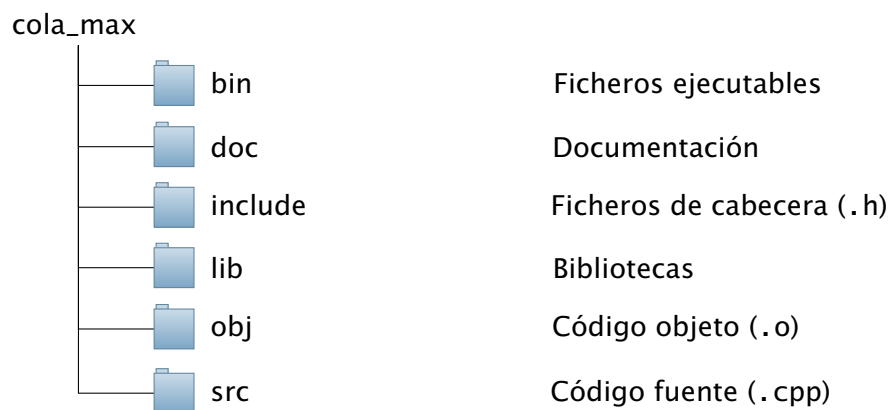 cola_max
bin Ficheros ejecutables
doc Documentación
include Ficheros de cabecera (.h)
lib Bibliotecas
obj Código objeto (.o)
src Código fuente (.cpp)